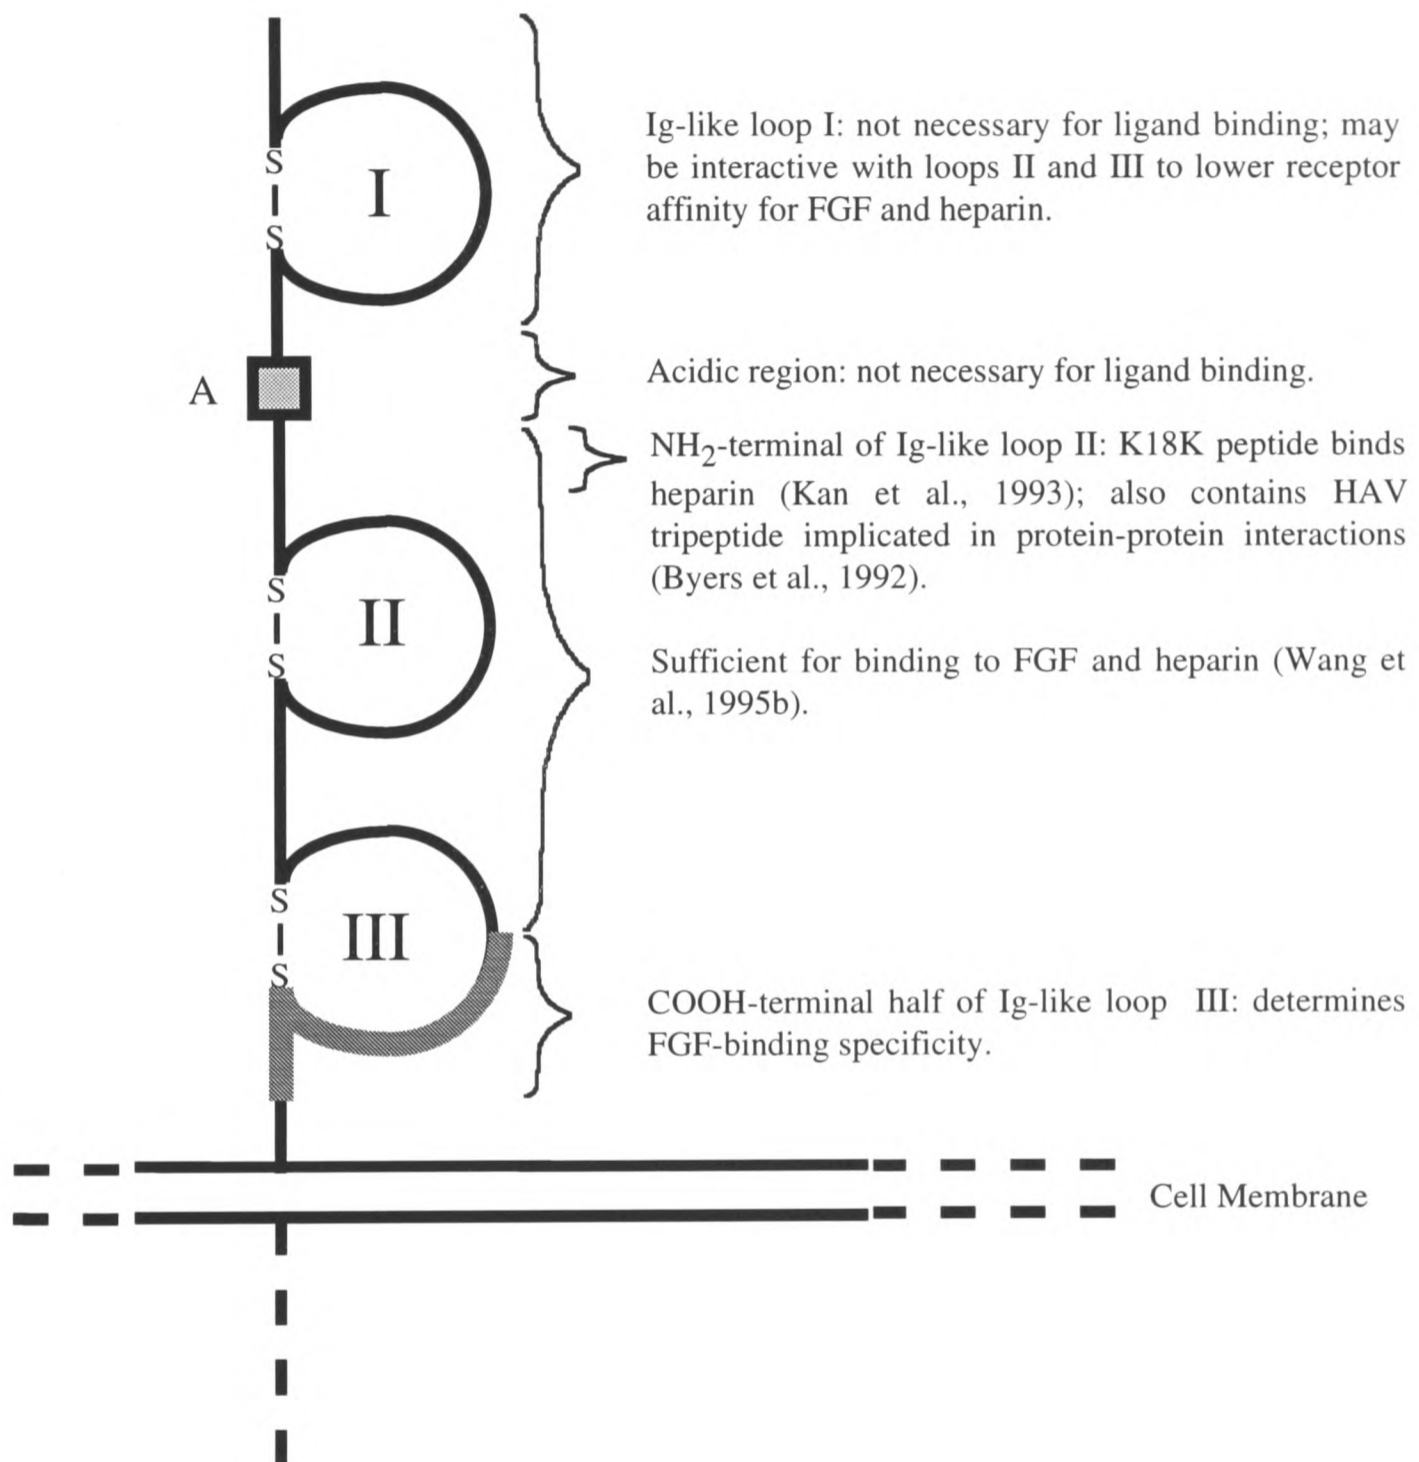 S
S
I
Ig-like loop I: not necessary for ligand binding; may
be interactive with loops II and III to lower receptor
affinity for FGF and heparin.
A
Acidic region: not necessary for ligand binding.
NH2-terminal of Ig-like loop II: K18K peptide binds
heparin (Kan et al., 1993); also contains HAV
tripeptide implicated in protein-protein interactions
(Byers et al., 1992).
S
S
II
Sufficient for binding to FGF and heparin (Wang et
al., 1995b).
S
S
III
COOH-terminal half of Ig-like loop III: determines
FGF-binding specificity.
Cell Membrane